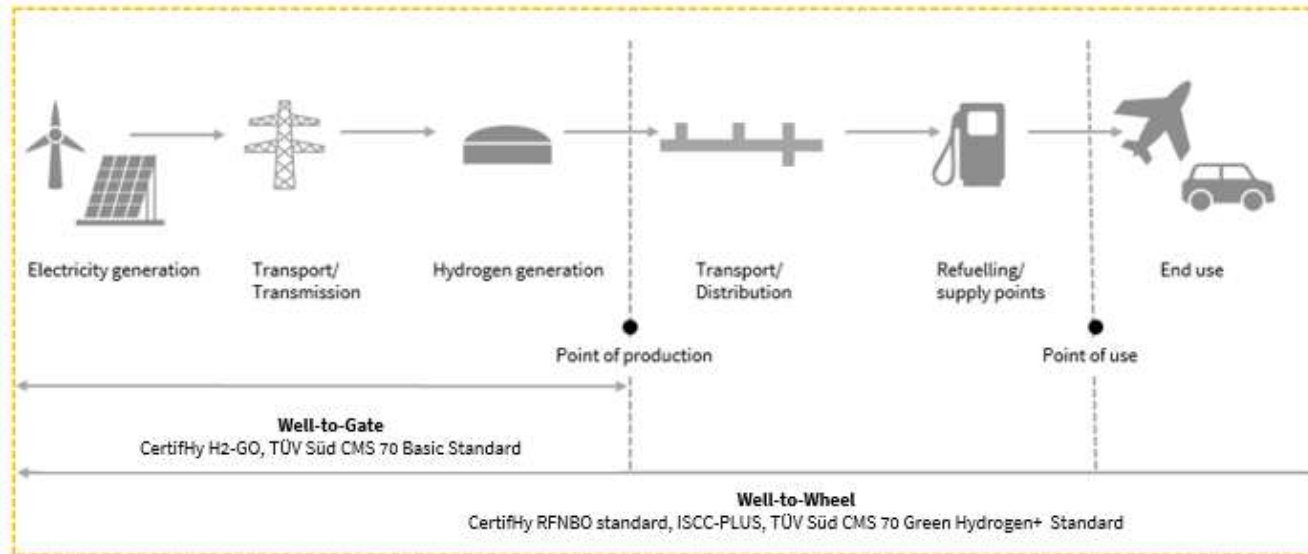 Electricity generation
Transport/
Transmission
Hydrogen generation
Transport/
Distribution
Refuelling/
supply points
End use
Point of production
Point of use
Well-to-Gate
CertifHy H2-GO, TÜV Süd CMS 70 Basic Standard
Well-to-Wheel
CertifHy RFNBO standard, ISCC-PLUS, TÜV Süd CMS 70 Green Hydrogen+ Standard